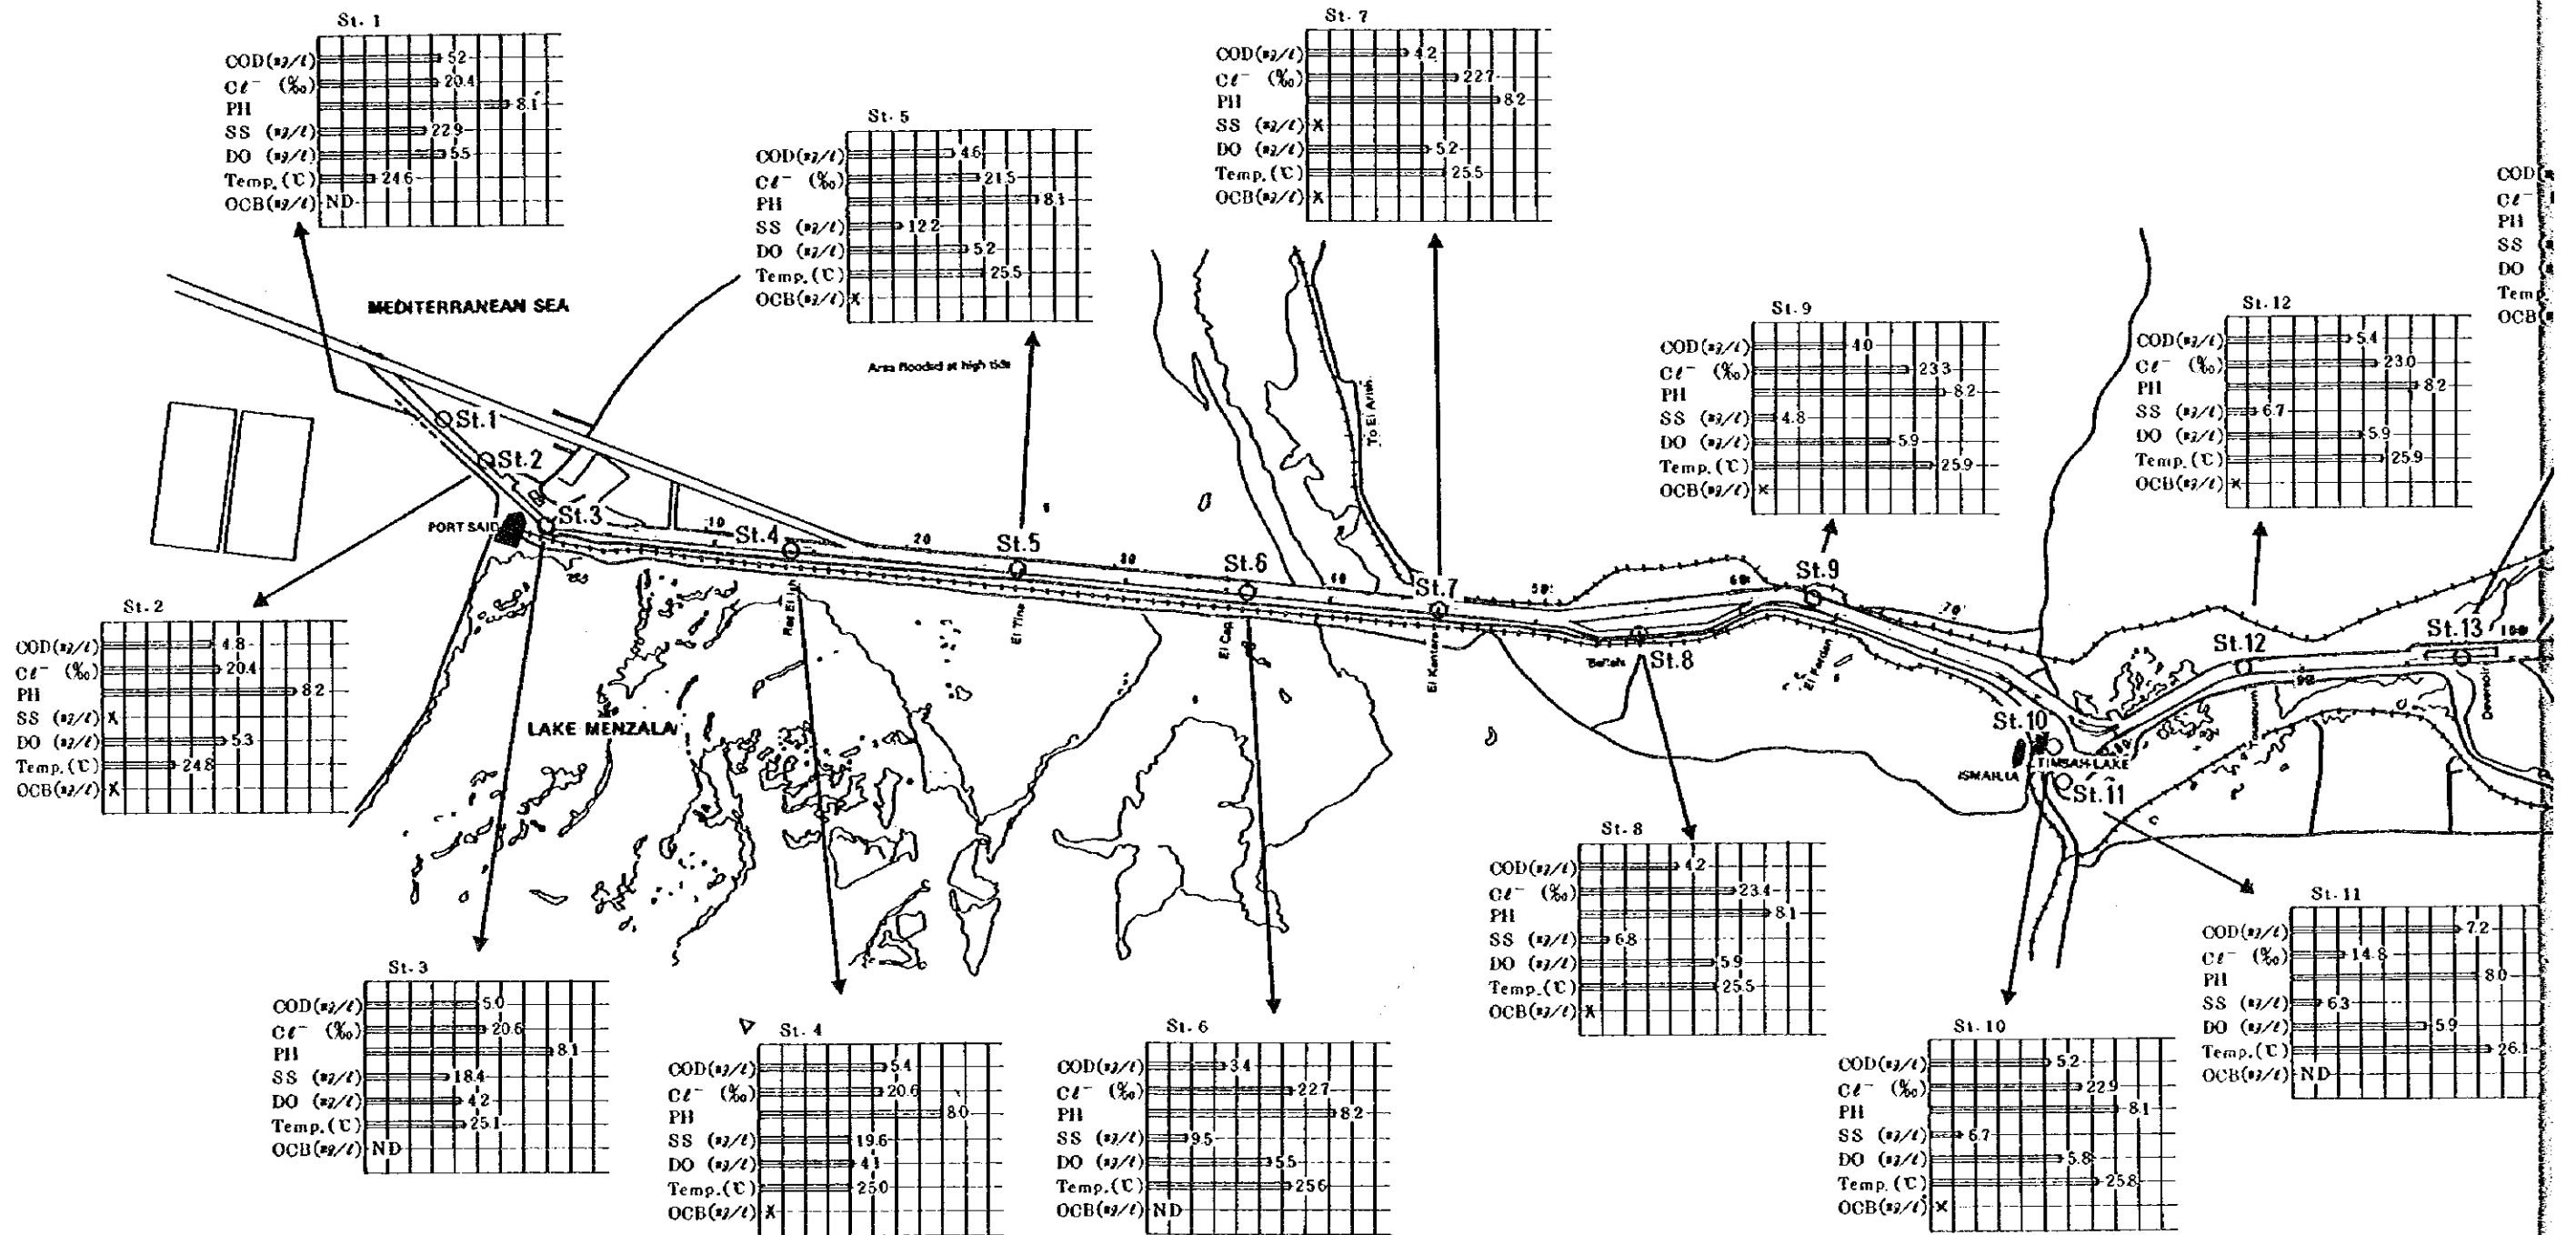 St. 1
COD(mg/ℓ) 5.2
Cℓ⁻ (‰) 20.4
PH 8.1
SS (mg/ℓ) 22.9
DO (mg/ℓ) 5.5
Temp.(℃) 24.6
OCB(mg/ℓ) ND
St. 5
COD(mg/ℓ) 4.6
Cℓ⁻ (‰) 21.5
PH 8.1
SS (mg/ℓ) 12.2
DO (mg/ℓ) 5.2
Temp.(℃) 25.5
OCB(mg/ℓ) X
St. 7
COD(mg/ℓ) 4.2
Cℓ⁻ (‰) 22.7
PH 8.2
SS (mg/ℓ) X
DO (mg/ℓ) 5.2
Temp.(℃) 25.5
OCB(mg/ℓ) X
St. 9
COD(mg/ℓ) 4.0
Cℓ⁻ (‰) 23.3
PH 8.2
SS (mg/ℓ) 4.8
DO (mg/ℓ) 5.9
Temp.(℃) 25.9
OCB(mg/ℓ) X
St. 12
COD(mg/ℓ) 5.4
Cℓ⁻ (‰) 23.0
PH 8.2
SS (mg/ℓ) 6.7
DO (mg/ℓ) 5.9
Temp.(℃) 25.9
OCB(mg/ℓ) X
COD
Cℓ⁻
PH
SS
DO
Temp
OCB
MEDITERRANEAN SEA
Area flooded at high tide
To El Arish
St.1
St.2
St.3
PORT SAID
10
St.4
Ras El Ish
20
St.5
El Tina
30
St.6
El Cap
40
St.7
El Kantara
50
Ballah
St.8
60
St.9
El Ferdan
70
St.10
ISMAILIA
TIMSAH LAKE
80
St.11
St.12
Toussoum
90
St.13
100
Deversoir
LAKE MENZALA
St. 2
COD(mg/ℓ) 4.8
Cℓ⁻ (‰) 20.4
PH 8.2
SS (mg/ℓ) X
DO (mg/ℓ) 5.3
Temp.(℃) 24.8
OCB(mg/ℓ) X
St. 3
COD(mg/ℓ) 5.0
Cℓ⁻ (‰) 20.6
PH 8.1
SS (mg/ℓ) 18.4
DO (mg/ℓ) 4.2
Temp.(℃) 25.1
OCB(mg/ℓ) ND
St. 4
COD(mg/ℓ) 5.4
Cℓ⁻ (‰) 20.6
PH 8.0
SS (mg/ℓ) 19.6
DO (mg/ℓ) 4.1
Temp.(℃) 25.0
OCB(mg/ℓ) X
St. 6
COD(mg/ℓ) 3.4
Cℓ⁻ (‰) 22.7
PH 8.2
SS (mg/ℓ) 9.5
DO (mg/ℓ) 5.5
Temp.(℃) 25.6
OCB(mg/ℓ) ND
St. 8
COD(mg/ℓ) 4.2
Cℓ⁻ (‰) 23.4
PH 8.1
SS (mg/ℓ) 6.8
DO (mg/ℓ) 5.9
Temp.(℃) 25.5
OCB(mg/ℓ) X
St. 10
COD(mg/ℓ) 5.2
Cℓ⁻ (‰) 22.9
PH 8.1
SS (mg/ℓ) 6.7
DO (mg/ℓ) 5.8
Temp.(℃) 25.8
OCB(mg/ℓ) X
St. 11
COD(mg/ℓ) 7.2
Cℓ⁻ (‰) 14.8
PH 8.0
SS (mg/ℓ) 6.3
DO (mg/ℓ) 5.9
Temp.(℃) 26.1
OCB(mg/ℓ) ND